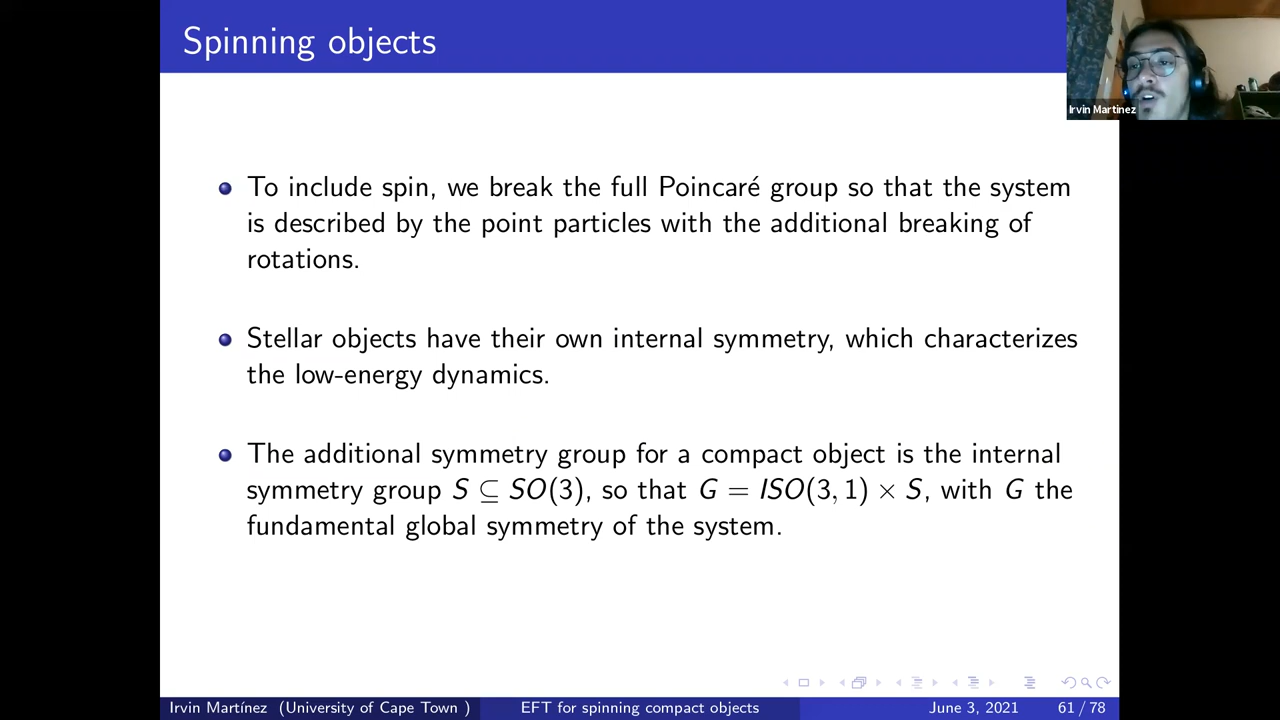 Spinning objects
Irvin Martinez
To include spin, we break the full Poincaré group so that the system
is described by the point particles with the additional breaking of
rotations.
Stellar objects have their own internal symmetry, which characterizes
the low-energy dynamics.
The additional symmetry group for a compact object is the internal
symmetry group S ⊆ SO(3), so that G = ISO(3, 1) × S, with G the
fundamental global symmetry of the system.
Irvin Martínez (University of Cape Town ) EFT for spinning compact objects June 3, 2021 61 / 78